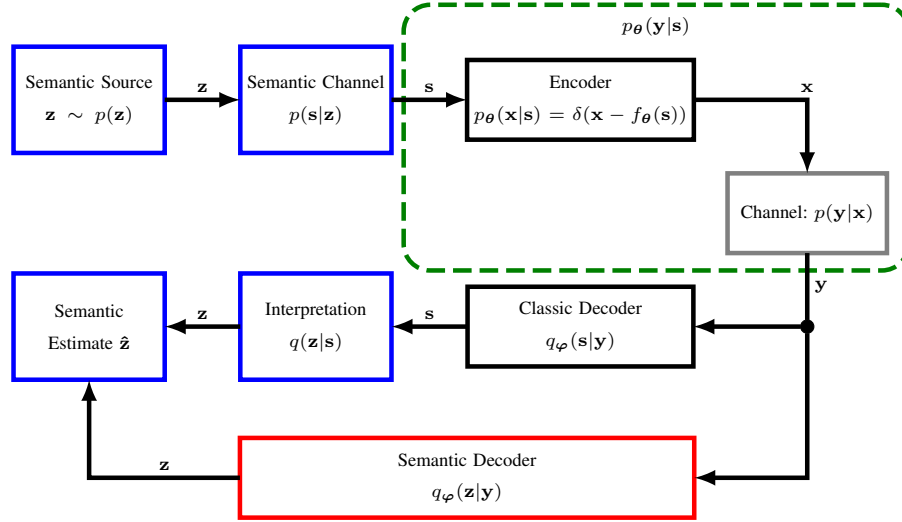 p_θ(y|s)
Semantic Source
z ∼ p(z)
z
Semantic Channel
p(s|z)
s
Encoder
p_θ(x|s) = δ(x − f_θ(s))
x
Channel: p(y|x)
y
Semantic
Estimate ẑ
z
Interpretation
q(z|s)
s
Classic Decoder
q_φ(s|y)
z
Semantic Decoder
q_φ(z|y)